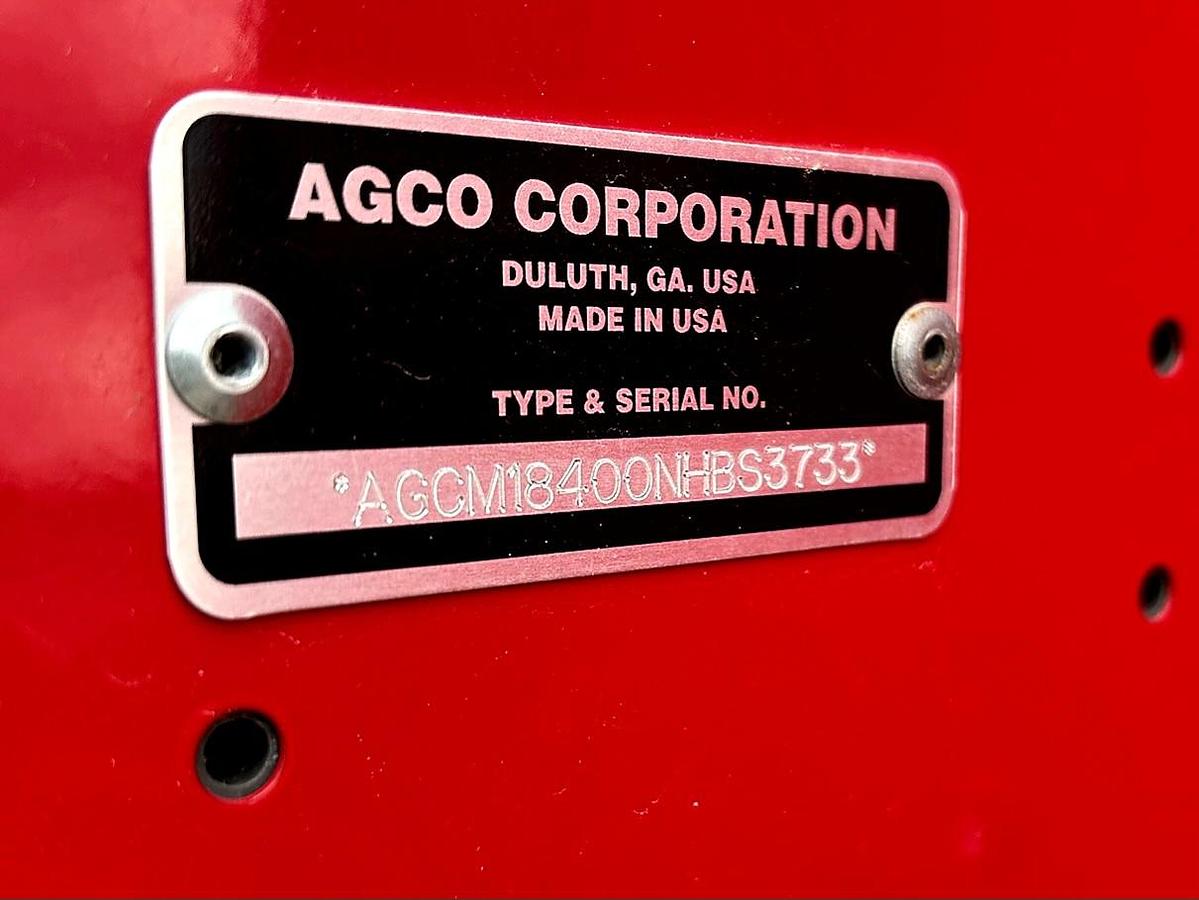 AGCO CORPORATION
DULUTH, GA. USA
MADE IN USA
TYPE & SERIAL NO.
*AGCM18400NHBS3733*